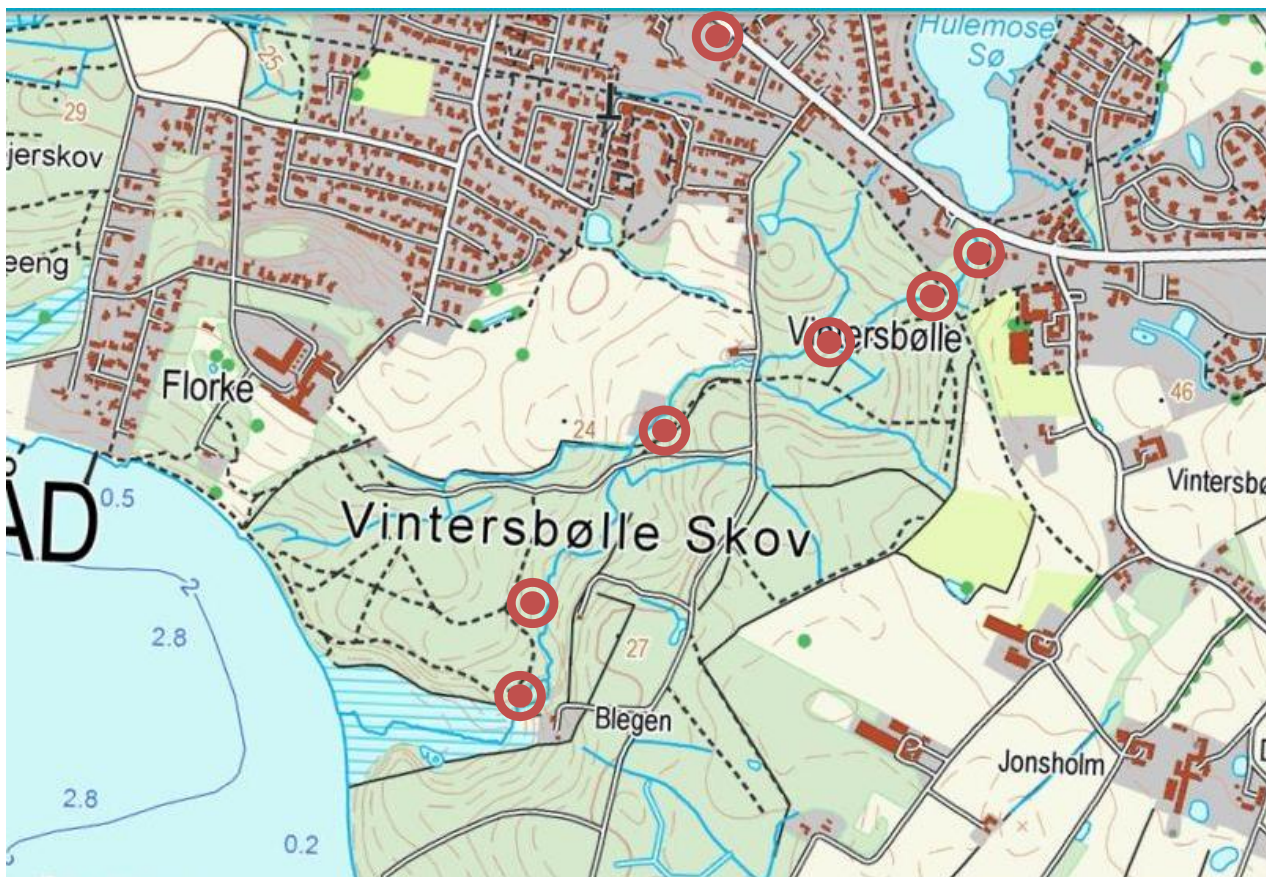 Hulemose
Sø
25
29
jerskov
eeng
Vintersbølle
Florke
24
46
0.5
Vintersbø
ÅD
Vintersbølle Skov
2
2.8
27
Blegen
Jonsholm
2.8
0.2